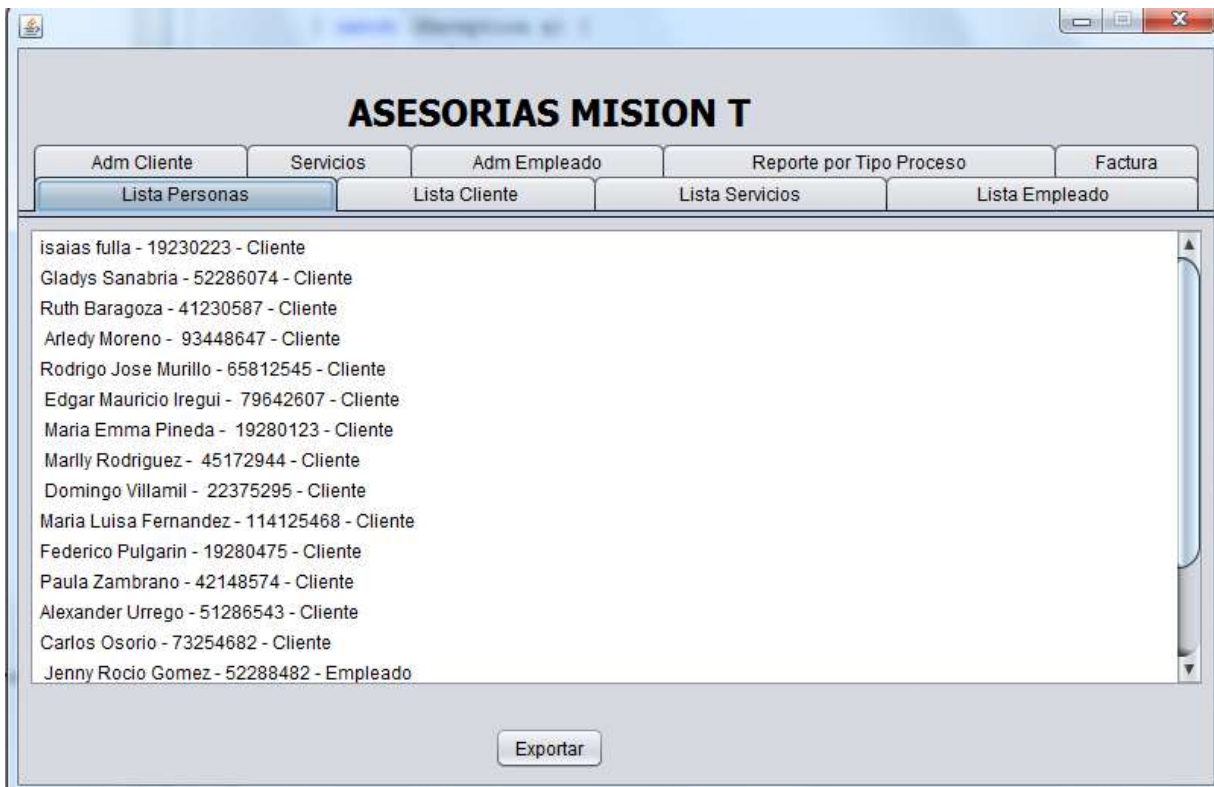 ASESORIAS MISION T
Adm Cliente Servicios Adm Empleado Reporte por Tipo Proceso Factura
Lista Personas Lista Cliente Lista Servicios Lista Empleado
isaias fulla - 19230223 - Cliente
Gladys Sanabria - 52286074 - Cliente
Ruth Baragoza - 41230587 - Cliente
Arledy Moreno - 93448647 - Cliente
Rodrigo Jose Murillo - 65812545 - Cliente
Edgar Mauricio Iregui - 79642607 - Cliente
Maria Emma Pineda - 19280123 - Cliente
Marlly Rodriguez - 45172944 - Cliente
Domingo Villamil - 22375295 - Cliente
Maria Luisa Fernandez - 114125468 - Cliente
Federico Pulgarin - 19280475 - Cliente
Paula Zambrano - 42148574 - Cliente
Alexander Urrego - 51286543 - Cliente
Carlos Osorio - 73254682 - Cliente
Jenny Rocio Gomez - 52288482 - Empleado
Exportar